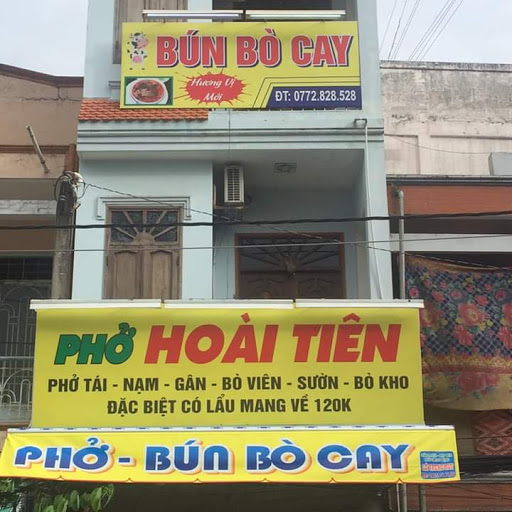 BÚN BÒ CAY
Hương Vị
Mới
ĐT: 0772.828.528
PHỞ HOÀI TIÊN
PHỞ TÁI - NẠM - GÂN - BÒ VIÊN - SƯỜN - BÒ KHO
ĐẶC BIỆT CÓ LẨU MANG VỀ 120K
PHỞ - BÚN BÒ CAY